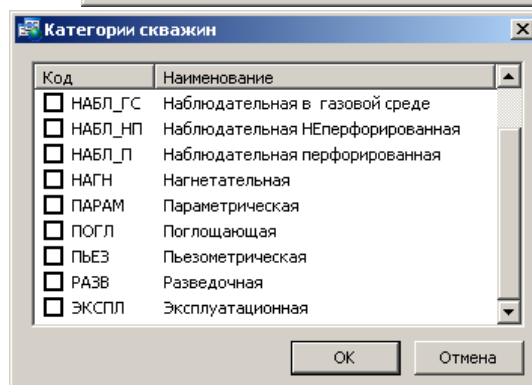 Категории скважин
Код Наименование
НАБЛ_ГС Наблюдательная в газовой среде
НАБЛ_НП Наблюдательная НЕперфорированная
НАБЛ_П Наблюдательная перфорированная
НАГН Нагнетательная
ПАРАМ Параметрическая
ПОГЛ Поглощающая
ПЬЕЗ Пьезометрическая
РАЗВ Разведочная
ЭКСПЛ Эксплуатационная
OK Отмена